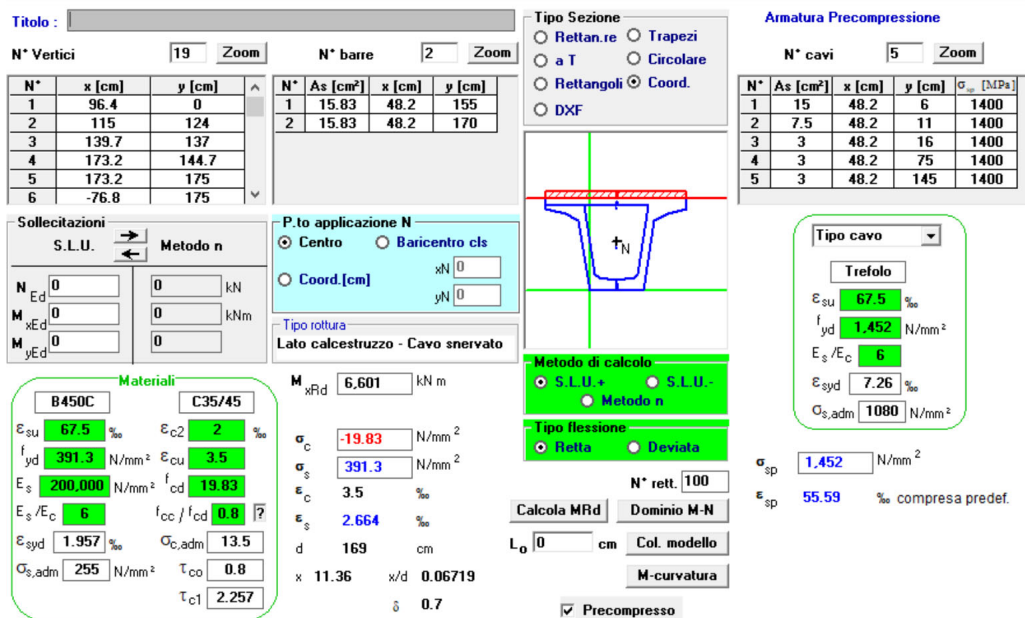 Titolo :
N° Vertici 19 Zoom
N° barre 2 Zoom
N° x [cm] y [cm]
1 96.4 0
2 115 124
3 139.7 137
4 173.2 144.7
5 173.2 175
6 -76.8 175
N° As [cm²] x [cm] y [cm]
1 15.83 48.2 155
2 15.83 48.2 170
Tipo Sezione
Rettan.re Trapezi
a T Circolare
Rettangoli Coord.
DXF
Armatura Precompressione
N° cavi 5 Zoom
N° As [cm²] x [cm] y [cm] σsp [MPa]
1 15 48.2 6 1400
2 7.5 48.2 11 1400
3 3 48.2 16 1400
4 3 48.2 75 1400
5 3 48.2 145 1400
Sollecitazioni
S.L.U. Metodo n
N Ed 0 0 kN
M xEd 0 0 kNm
M yEd 0 0
P.to applicazione N
Centro Baricentro cls
Coord.[cm] xN 0
yN 0
Tipo rottura
Lato calcestruzzo - Cavo snervato
N
Tipo cavo
Trefolo
εsu 67.5 ‰
fyd 1,452 N/mm²
Es/Ec 6
εsyd 7.26 ‰
σs,adm 1080 N/mm²
Materiali
B450C C35/45
εsu 67.5 ‰ εc2 2 ‰
fyd 391.3 N/mm² εcu 3.5
Es 200,000 N/mm² fcd 19.83
Es/Ec 6 fcc / fcd 0.8 ?
εsyd 1.957 ‰ σc,adm 13.5
σs,adm 255 N/mm² τco 0.8
τc1 2.257
M xRd 6,601 kN m
σc -19.83 N/mm²
σs 391.3 N/mm²
εc 3.5 ‰
εs 2.664 ‰
d 169 cm
x 11.36 x/d 0.06719
δ 0.7
Metodo di calcolo
S.L.U.+ S.L.U.-
Metodo n
Tipo flessione
Retta Deviata
N° rett. 100
Calcola MRd Dominio M-N
Lo 0 cm Col. modello
M-curvatura
Precompresso
σsp 1,452 N/mm²
εsp 55.59 ‰ compresa predef.